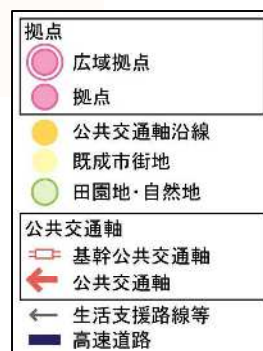 拠点
広域拠点
拠点
公共交通軸沿線
既成市街地
田園地・自然地
公共交通軸
基幹公共交通軸
公共交通軸
生活支援路線等
高速道路